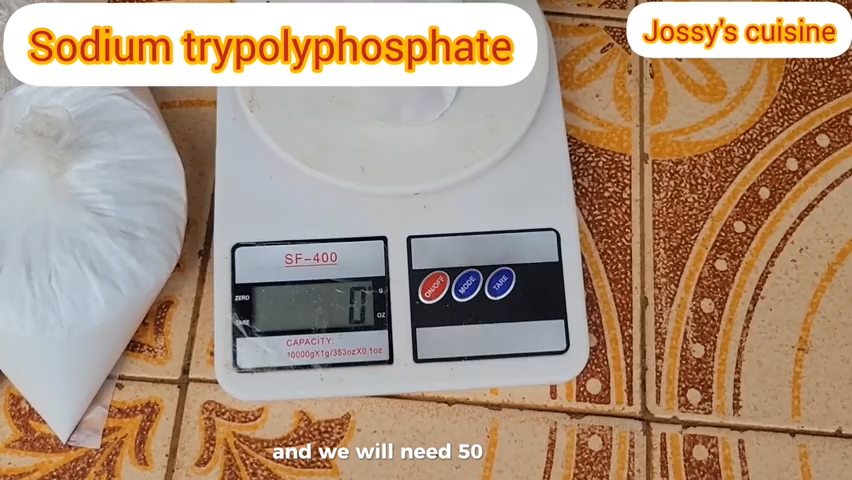 Sodium trypolyphosphate
Jossy's cuisine
SF-400
ZERO
0
g
TARE
OZ
CAPACITY:
10000gX1g/353ozX0.1oz
ON/OFF
MODE
TARE
and we will need 50